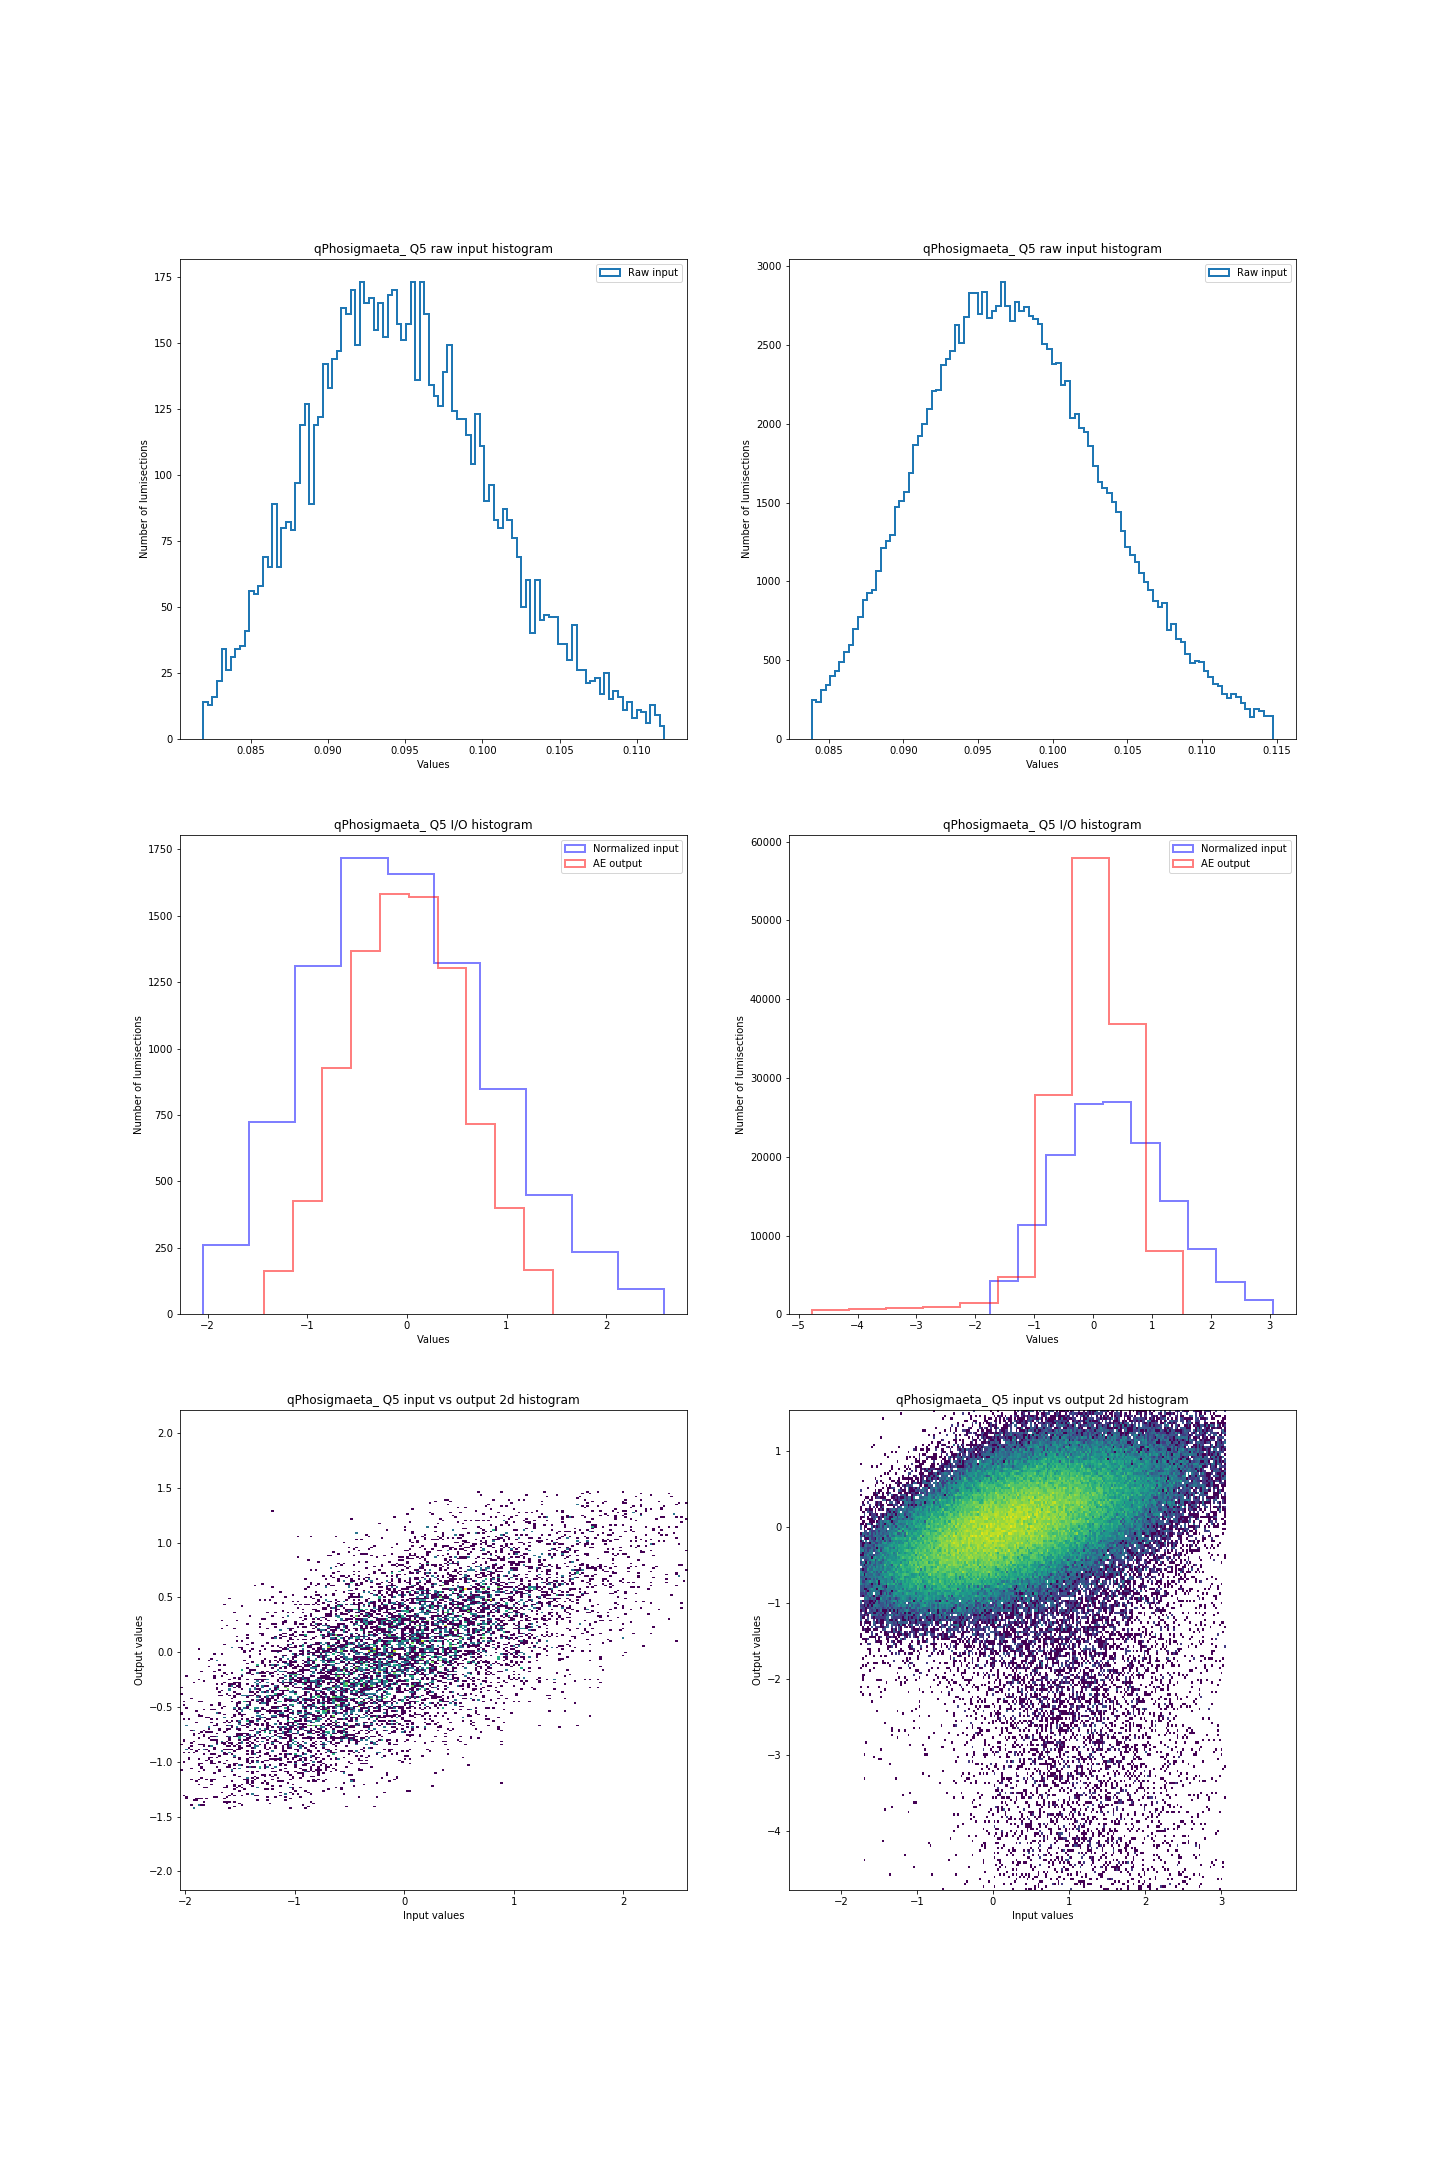 qPhosigmaeta_ Q5 raw input histogram
Raw input
175
150
125
100
75
50
25
0
Number of lumisections
0.085 0.090 0.095 0.100 0.105 0.110
Values
qPhosigmaeta_ Q5 raw input histogram
Raw input
3000
2500
2000
1500
1000
500
0
Number of lumisections
0.085 0.090 0.095 0.100 0.105 0.110 0.115
Values
qPhosigmaeta_ Q5 I/O histogram
Normalized input
AE output
1750
1500
1250
1000
750
500
250
0
Number of lumisections
−2 −1 0 1 2
Values
qPhosigmaeta_ Q5 I/O histogram
Normalized input
AE output
60000
50000
40000
30000
20000
10000
0
Number of lumisections
−5 −4 −3 −2 −1 0 1 2 3
Values
qPhosigmaeta_ Q5 input vs output 2d histogram
2.0
1.5
1.0
0.5
0.0
−0.5
−1.0
−1.5
−2.0
Output values
−2 −1 0 1 2
Input values
qPhosigmaeta_ Q5 input vs output 2d histogram
1
0
−1
−2
−3
−4
Output values
−2 −1 0 1 2 3
Input values